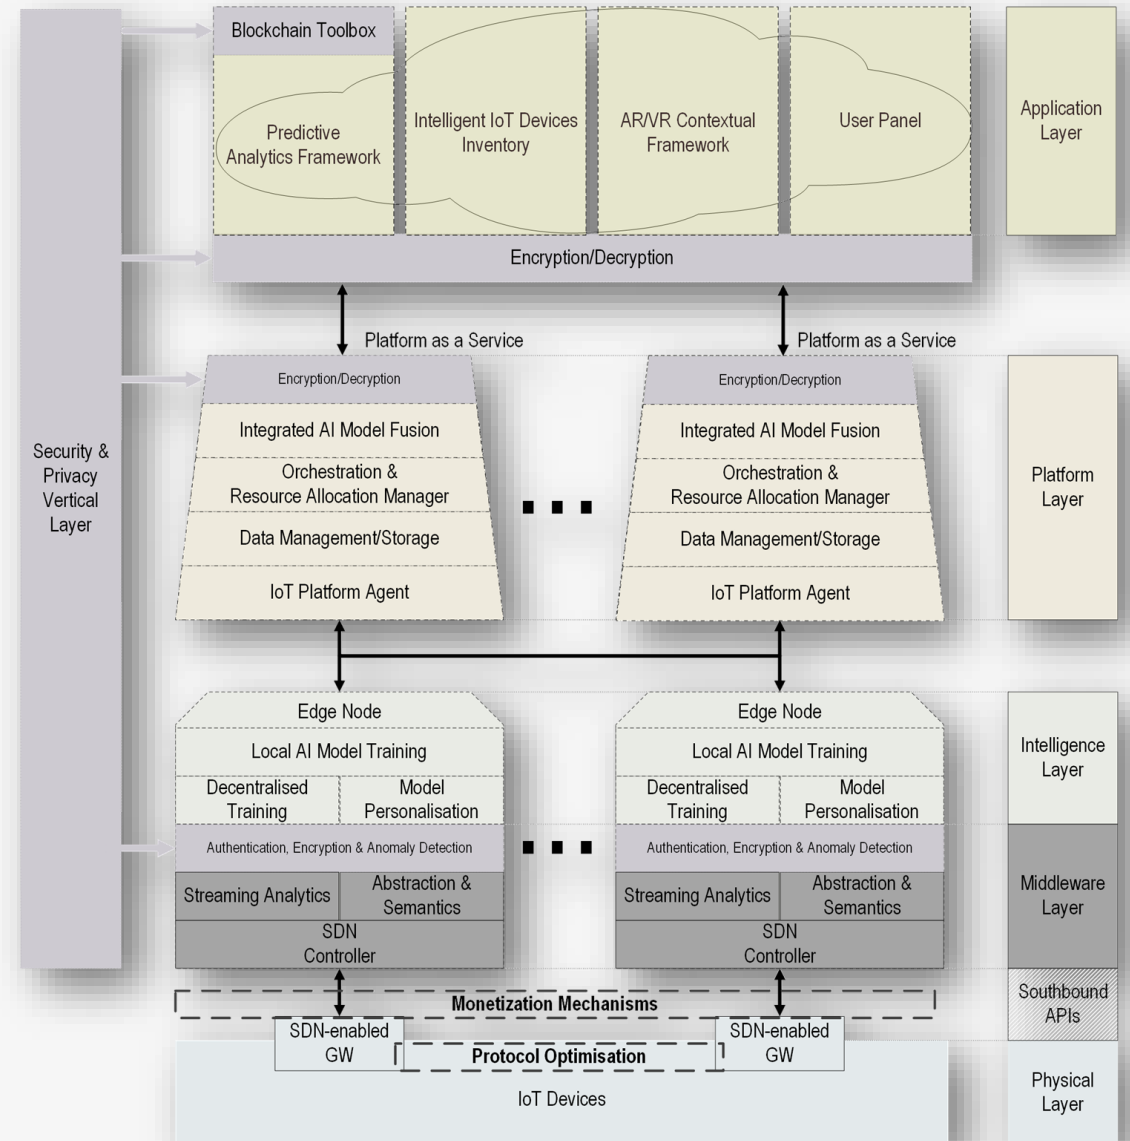 Blockchain Toolbox
Predictive
Analytics Framework
Intelligent IoT Devices
Inventory
AR/VR Contextual
Framework
User Panel
Application
Layer
Encryption/Decryption
Platform as a Service
Platform as a Service
Security &
Privacy
Vertical
Layer
Encryption/Decryption
Integrated AI Model Fusion
Orchestration &
Resource Allocation Manager
Data Management/Storage
IoT Platform Agent
Encryption/Decryption
Integrated AI Model Fusion
Orchestration &
Resource Allocation Manager
Data Management/Storage
IoT Platform Agent
Platform
Layer
Edge Node
Local AI Model Training
Decentralised
Training
Model
Personalisation
Authentication, Encryption & Anomaly Detection
Streaming Analytics
Abstraction &
Semantics
SDN
Controller
Edge Node
Local AI Model Training
Decentralised
Training
Model
Personalisation
Authentication, Encryption & Anomaly Detection
Streaming Analytics
Abstraction &
Semantics
SDN
Controller
Intelligence
Layer
Middleware
Layer
Monetization Mechanisms
Southbound
APIs
SDN-enabled
GW
Protocol Optimisation
SDN-enabled
GW
IoT Devices
Physical
Layer